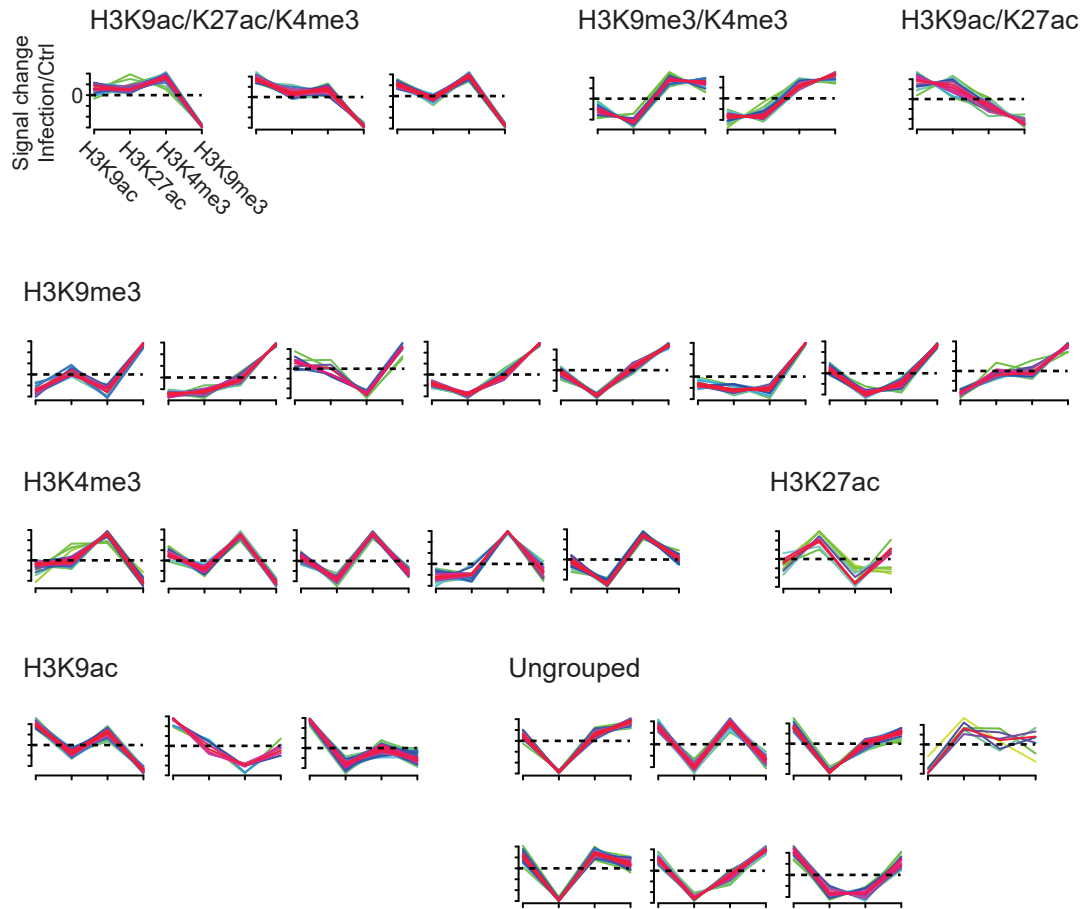 H3K9ac/K27ac/K4me3
H3K9me3/K4me3
H3K9ac/K27ac
Signal change
Infection/Ctrl
0
H3K9ac
H3K27ac
H3K4me3
H3K9me3
H3K9me3
H3K4me3
H3K27ac
H3K9ac
Ungrouped